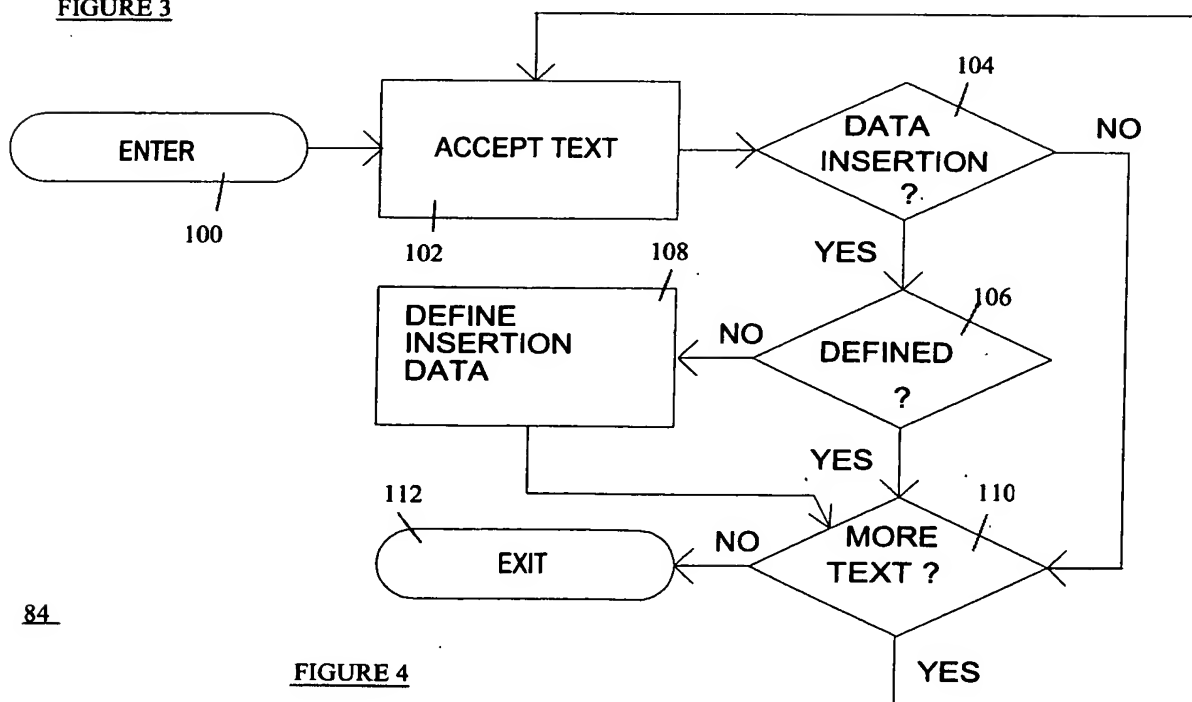 FIGURE 3
104
DATA
INSERTION
?
NO
ENTER
ACCEPT TEXT
100
102
YES
108
106
DEFINE
INSERTION
DATA
NO
DEFINED
?
YES
112
110
EXIT
NO
MORE
TEXT ?
84
YES
FIGURE 4